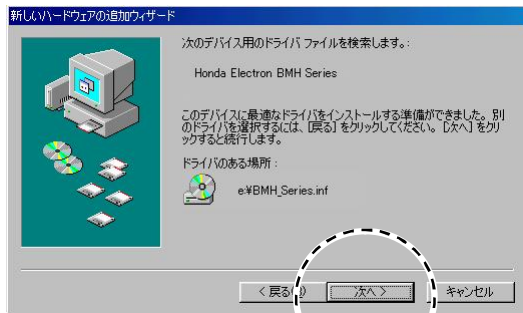 新しいハードウェアの追加ウィザード
次のデバイス用のドライバ ファイルを検索します。:
Honda Electron BMH Series
このデバイスに最適なドライバをインストールする準備ができました。別
のドライバを選択するには、[戻る] をクリックしてください。[次へ] をクリ
ックすると続行します。
ドライバのある場所 :
e:¥BMH_Series.inf
< 戻る(B) 次へ > キャンセル